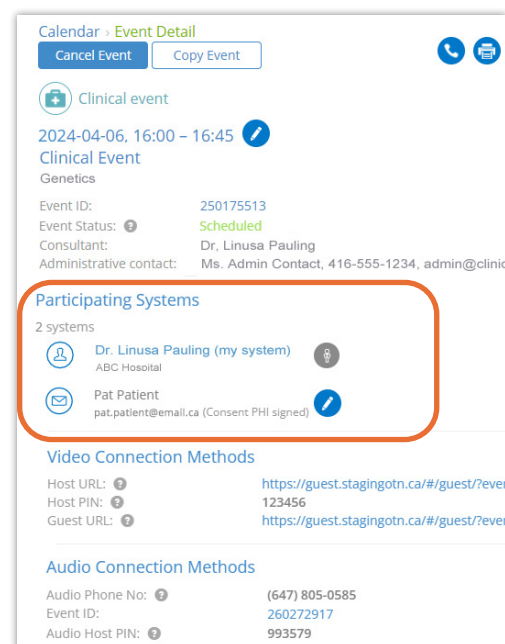 Calendar › Event Detail
Cancel Event Copy Event
Clinical event
2024-04-06, 16:00 – 16:45
Clinical Event
Genetics
Event ID: 250175513
Event Status: ? Scheduled
Consultant: Dr, Linusa Pauling
Administrative contact: Ms. Admin Contact, 416-555-1234, admin@clinic
Participating Systems
2 systems
Dr. Linusa Pauling (my system)
ABC Hosoital
Pat Patient
pat.patient@email.ca (Consent PHI signed)
Video Connection Methods
Host URL: ? https://guest.stagingotn.ca/#/guest/?ever
Host PIN: ? 123456
Guest URL: ? https://guest.stagingotn.ca/#/guest/?ever
Audio Connection Methods
Audio Phone No: ? (647) 805-0585
Event ID: 260272917
Audio Host PIN: ? 993579